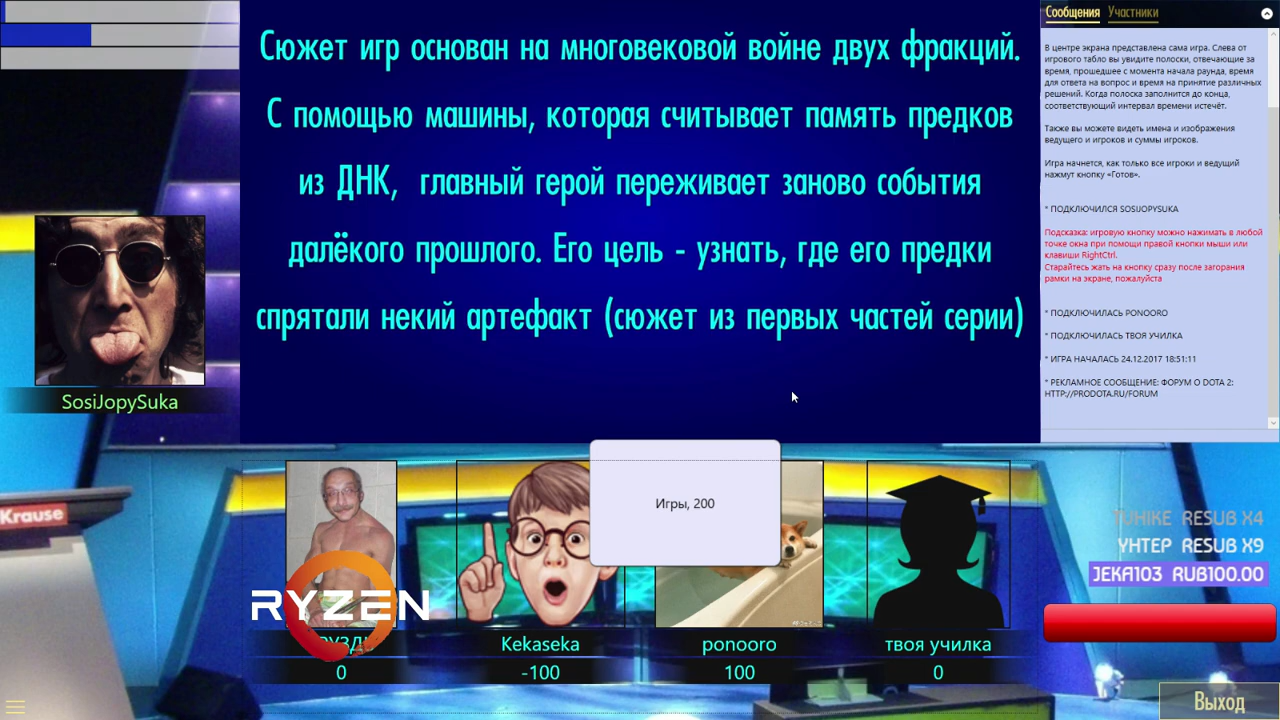 Сюжет игр основан на многовековой войне двух фракций.
С помощью машины, которая считывает память предков
из ДНК, главный герой переживает заново события
далёкого прошлого. Его цель - узнать, где его предки
спрятали некий артефакт (сюжет из первых частей серии)
Сообщения Участники
В центре экрана представлена сама игра. Слева от
игрового табло вы увидите полоски, отвечающие за
время, прошедшее с момента начала раунда, время
для ответа на вопрос и время на принятие различных
решений. Когда полоска заполнится до конца,
соответствующий интервал времени истечёт.
Также вы можете видеть имена и изображения
ведущего и игроков и суммы игроков.
Игра начнется, как только все игроки и ведущий
нажмут кнопку «Готов».
* ПОДКЛЮЧИЛСЯ SOSIJOPYSUKA
Подсказка: игровую кнопку можно нажимать в любой
точке окна при помощи правой кнопки мыши или
клавиши RightCtrl.
Старайтесь жать на кнопку сразу после загорания
рамки на экране, пожалуйста
* ПОДКЛЮЧИЛАСЬ PONOORO
* ПОДКЛЮЧИЛАСЬ ТВОЯ УЧИЛКА
* ИГРА НАЧАЛАСЬ 24.12.2017 18:51:11
* РЕКЛАМНОЕ СООБЩЕНИЕ: ФОРУМ О DOTA 2:
HTTP://PRODOTA.RU/FORUM
SosiJopySuka
Игры, 200
Krause
RYZEN
Kekaseka
ponooro
твоя училка
0
-100
100
0
TUHIKE RESUB X4
УНТЕР RESUB X9
JEKA103 RUB100.00
Выход